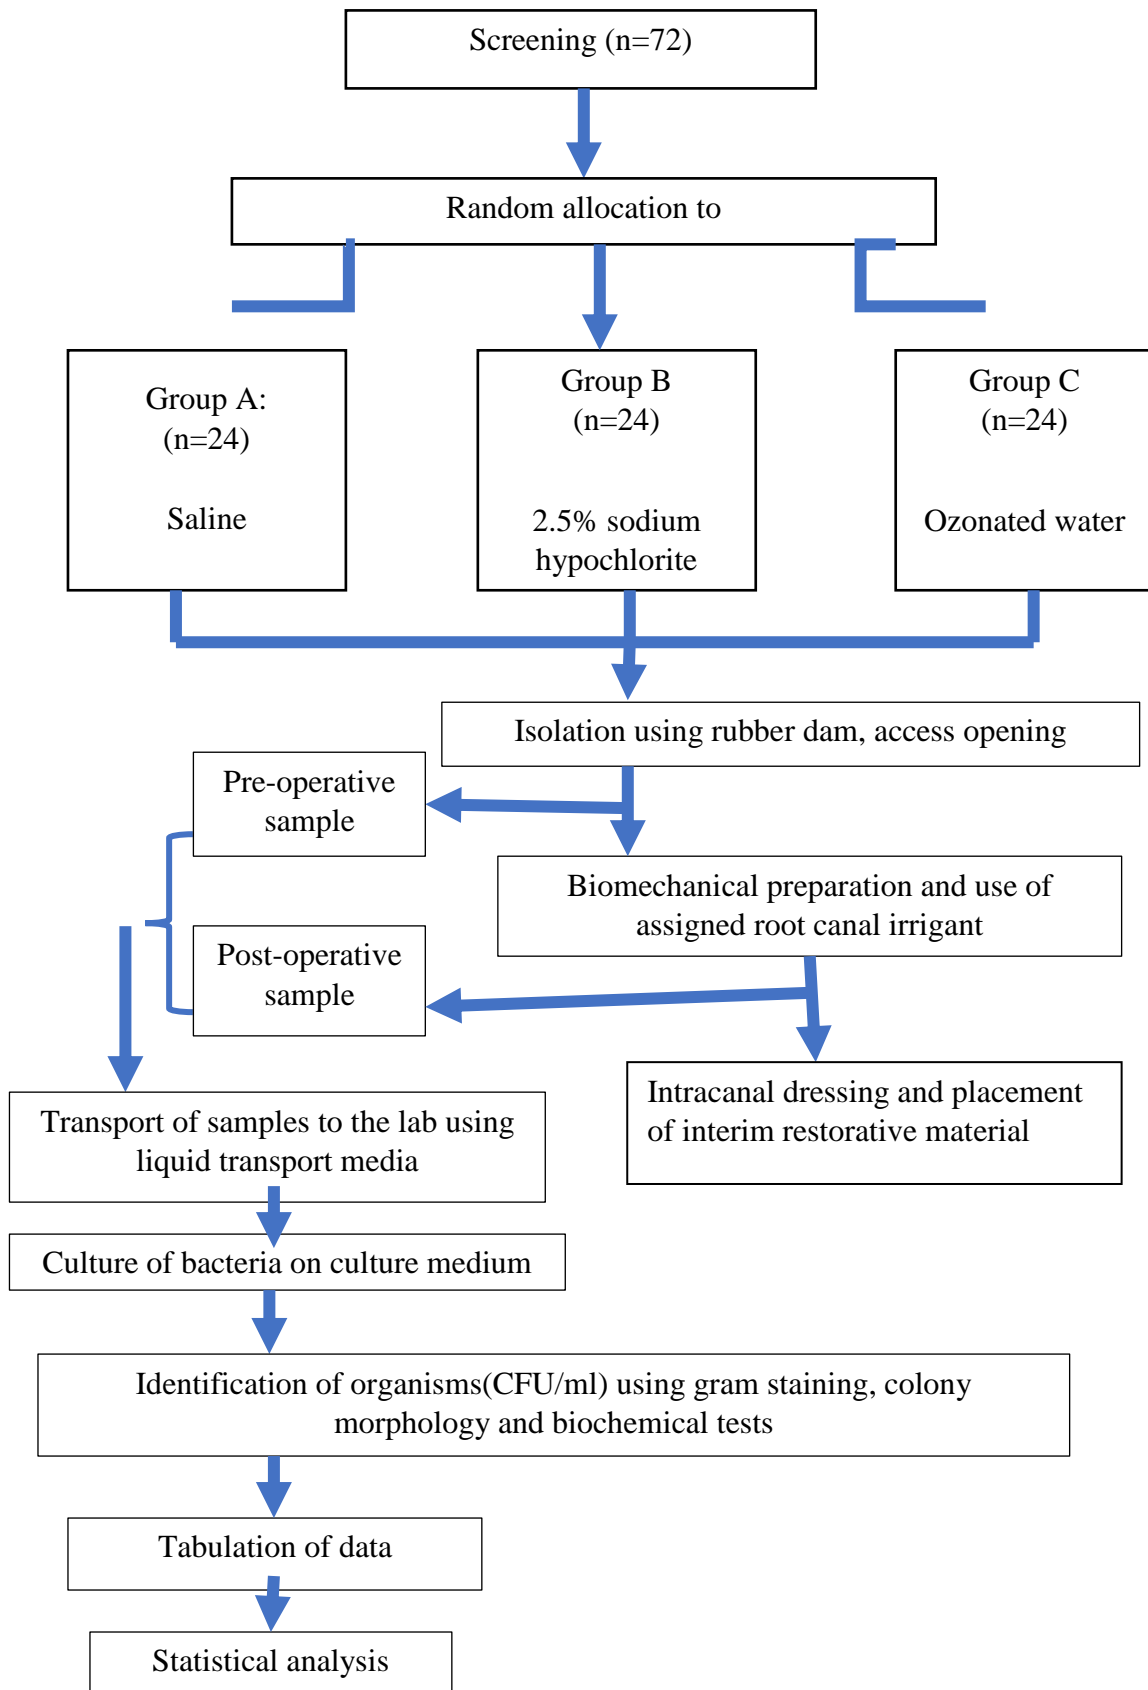 Screening (n=72)
Random allocation to
Group A:
(n=24)
Saline
Group B
(n=24)
2.5% sodium
hypochlorite
Group C
(n=24)
Ozonated water
Isolation using rubber dam, access opening
Pre-operative
sample
Biomechanical preparation and use of
assigned root canal irrigant
Post-operative
sample
Intracanal dressing and placement
of interim restorative material
Transport of samples to the lab using
liquid transport media
Culture of bacteria on culture medium
Identification of organisms(CFU/ml) using gram staining, colony
morphology and biochemical tests
Tabulation of data
Statistical analysis